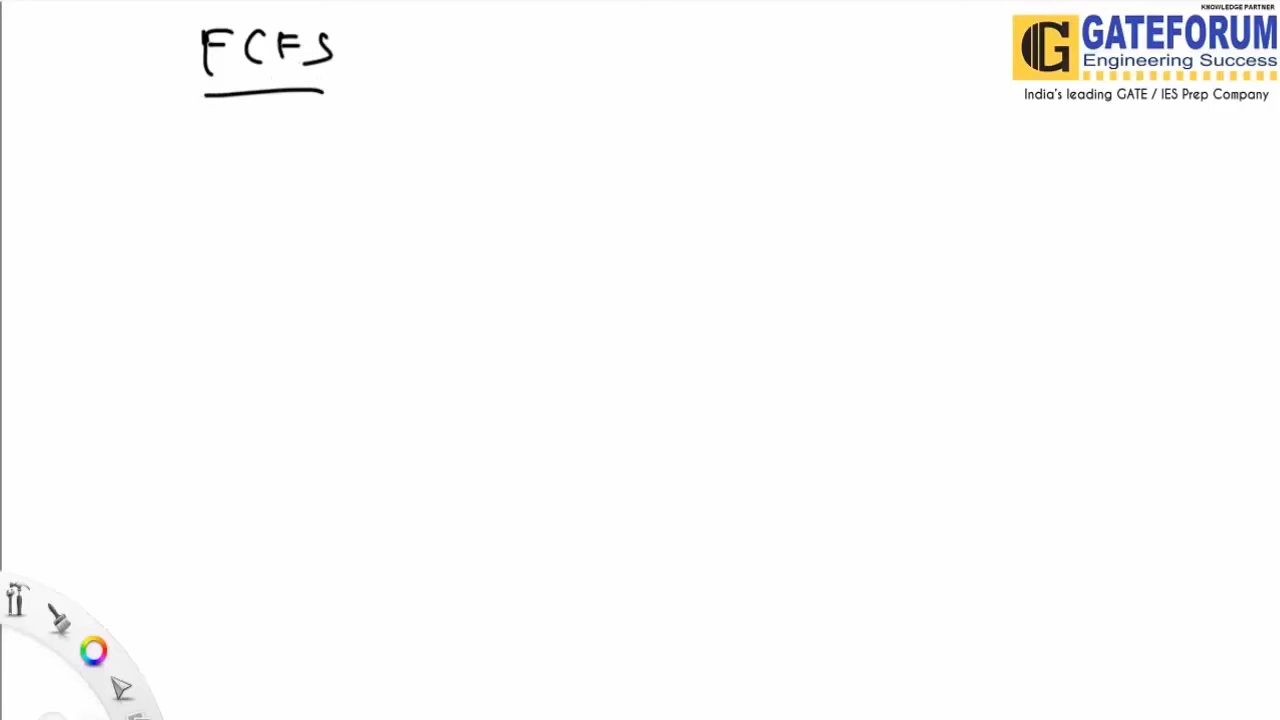 FCFS
KNOWLEDGE PARTNER
G GATEFORUM
Engineering Success
India's leading GATE / IES Prep Company